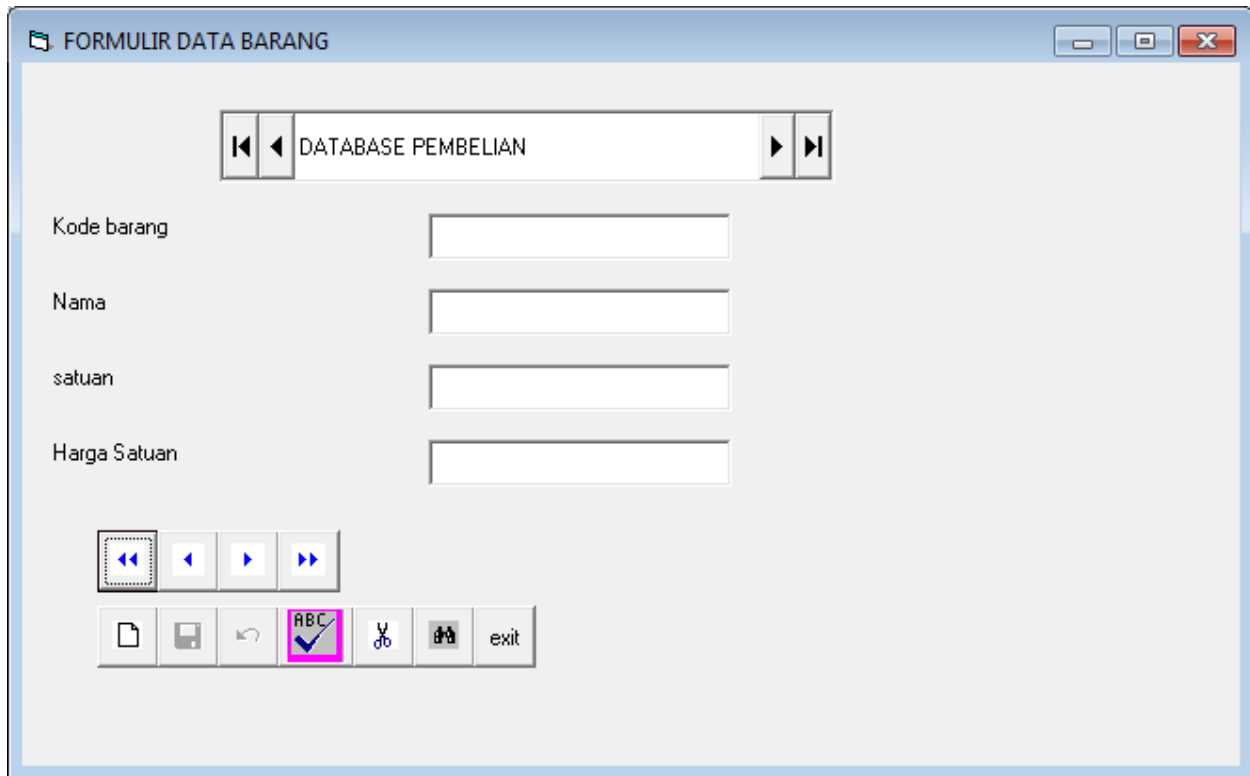 FORMULIR DATA BARANG
DATABASE PEMBELIAN
Kode barang
Nama
satuan
Harga Satuan
ABC
exit